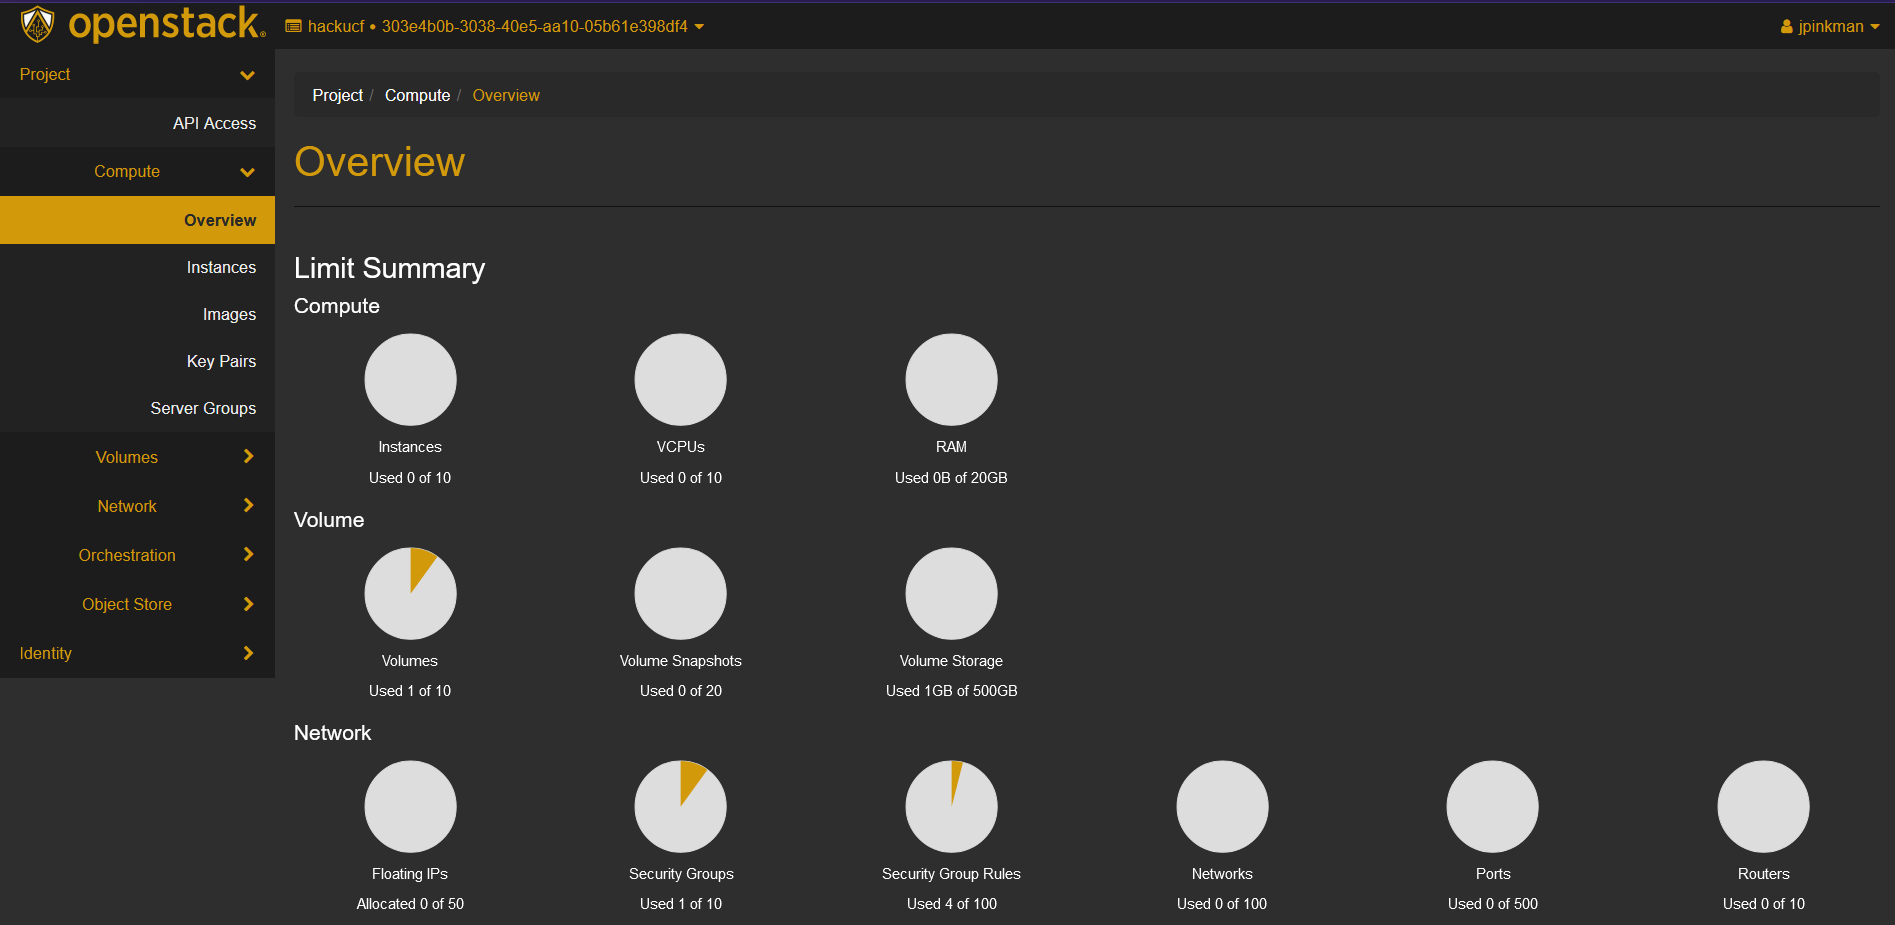 openstack.
hackucf • 303e4b0b-3038-40e5-aa10-05b61e398df4
jpinkman
Project
API Access
Compute
Overview
Instances
Images
Key Pairs
Server Groups
Volumes
Network
Orchestration
Object Store
Identity
Project / Compute / Overview
Overview
Limit Summary
Compute
Instances
Used 0 of 10
VCPUs
Used 0 of 10
RAM
Used 0B of 20GB
Volume
Volumes
Used 1 of 10
Volume Snapshots
Used 0 of 20
Volume Storage
Used 1GB of 500GB
Network
Floating IPs
Allocated 0 of 50
Security Groups
Used 1 of 10
Security Group Rules
Used 4 of 100
Networks
Used 0 of 100
Ports
Used 0 of 500
Routers
Used 0 of 10